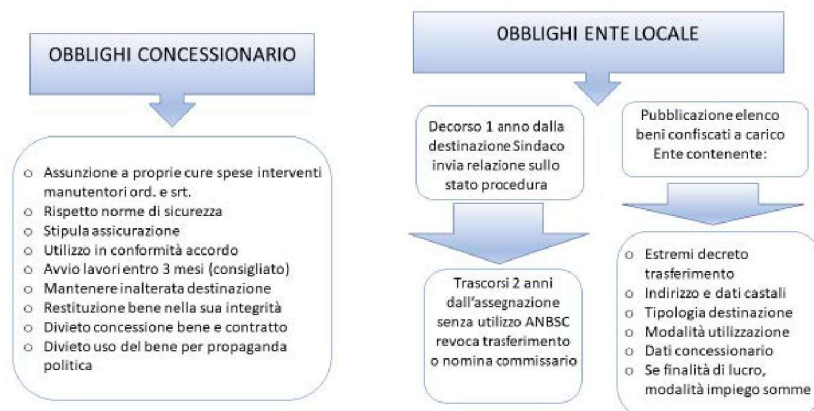 OBBLIGHI CONCESSIONARIO
o Assunzione a proprie cure spese interventi
manutentori ord. e srt.
o Rispetto norme di sicurezza
o Stipula assicurazione
o Utilizzo in conformità accordo
o Avvio lavori entro 3 mesi (consigliato)
o Mantenere inalterata destinazione
o Restituzione bene nella sua integrità
o Divieto concessione bene e contratto
o Divieto uso del bene per propaganda
politica
OBBLIGHI ENTE LOCALE
Decorso 1 anno dalla
destinazione Sindaco
invia relazione sullo
stato procedura
Trascorsi 2 anni
dall'assegnazione
senza utilizzo ANBSC
revoca trasferimento
o nomina commissario
Pubblicazione elenco
beni confiscati a carico
Ente contenente:
o Estremi decreto
trasferimento
o Indirizzo e dati castali
o Tipologia destinazione
o Modalità utilizzazione
o Dati concessionario
o Se finalità di lucro,
modalità impiego somme